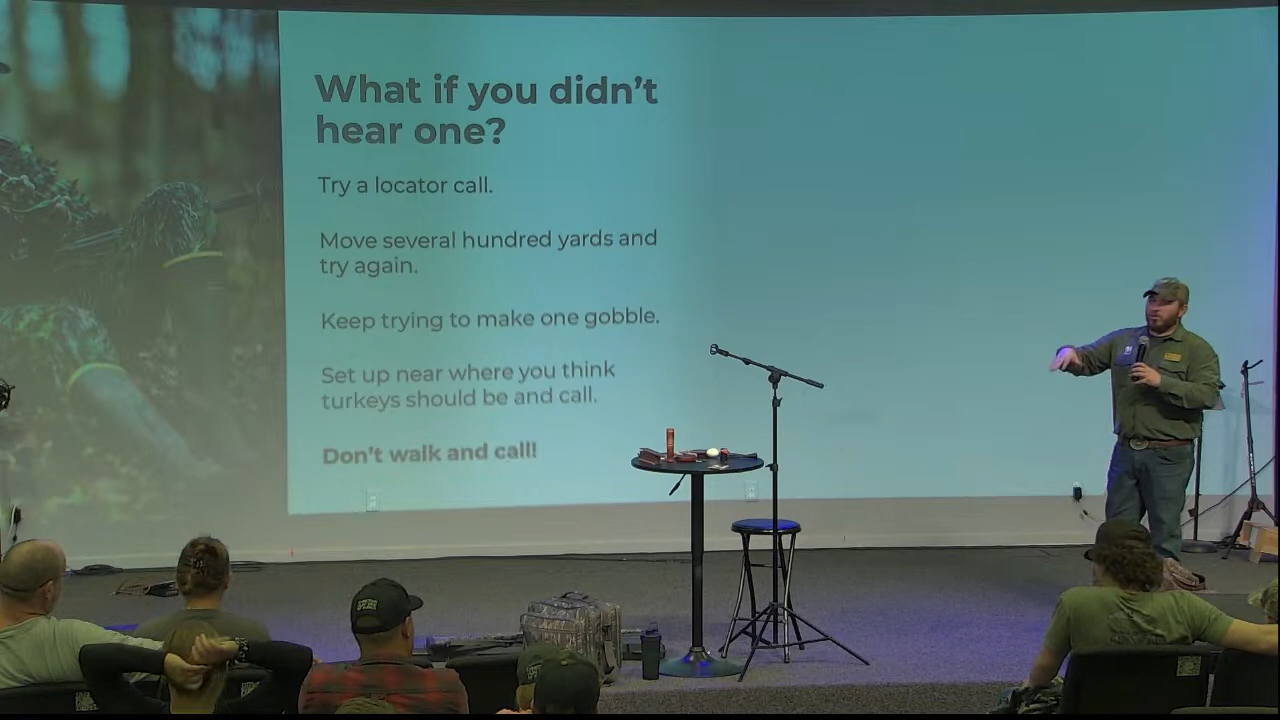 What if you didn't
hear one?
Try a locator call.
Move several hundred yards and
try again.
Keep trying to make one gobble.
Set up near where you think
turkeys should be and call.
Don't walk and call!